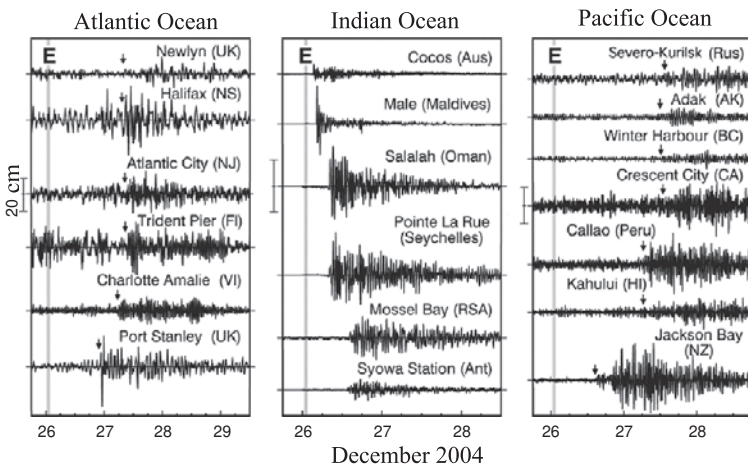 Atlantic Ocean
Indian Ocean
Pacific Ocean
E
Newlyn (UK)
Halifax (NS)
Atlantic City (NJ)
20 cm
Trident Pier (Fl)
Charlotte Amalie (VI)
Port Stanley (UK)
26 27 28 29
E
Cocos (Aus)
Male (Maldives)
Salalah (Oman)
Pointe La Rue
(Seychelles)
Mossel Bay (RSA)
Syowa Station (Ant)
26 27 28
E
Severo-Kurilsk (Rus)
Adak (AK)
Winter Harbour (BC)
Crescent City (CA)
Callao (Peru)
Kahului (HI)
Jackson Bay
(NZ)
26 27 28
December 2004